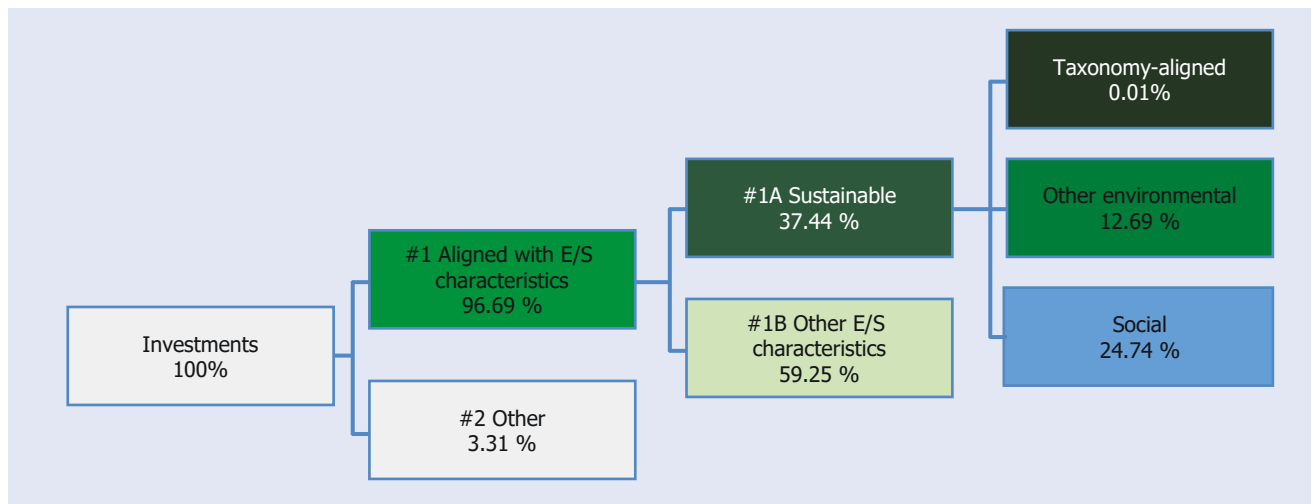 Investments
100%
#1 Aligned with E/S
characteristics
96.69 %
#2 Other
3.31 %
#1A Sustainable
37.44 %
#1B Other E/S
characteristics
59.25 %
Taxonomy-aligned
0.01%
Other environmental
12.69 %
Social
24.74 %